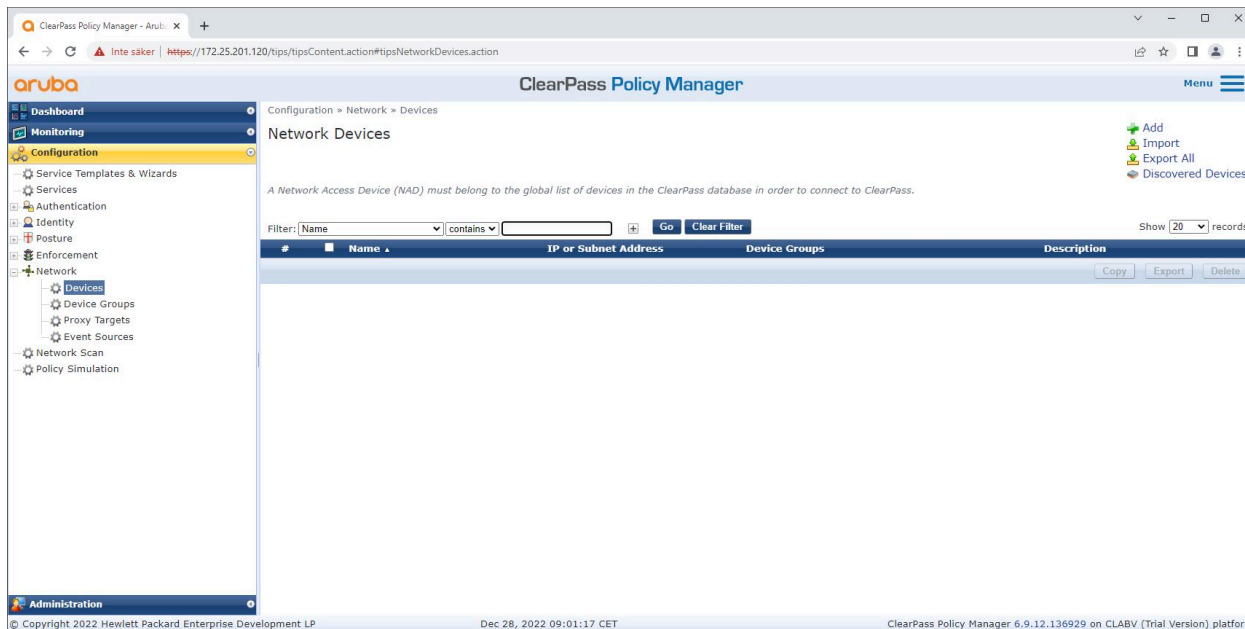 ClearPass Policy Manager - Arub
Inte säker | https://172.25.201.120/tips/tipsContent.action#tipsNetworkDevices.action
aruba
ClearPass Policy Manager
Menu
Dashboard
Monitoring
Configuration
Service Templates & Wizards
Services
Authentication
Identity
Posture
Enforcement
Network
Devices
Device Groups
Proxy Targets
Event Sources
Network Scan
Policy Simulation
Administration
Configuration » Network » Devices
Network Devices
Add
Import
Export All
Discovered Devices
A Network Access Device (NAD) must belong to the global list of devices in the ClearPass database in order to connect to ClearPass.
Filter: Name contains Go Clear Filter Show 20 records
# Name IP or Subnet Address Device Groups Description
Copy Export Delete
© Copyright 2022 Hewlett Packard Enterprise Development LP Dec 28, 2022 09:01:17 CET ClearPass Policy Manager 6.9.12.136929 on CLABV (Trial Version) platfor